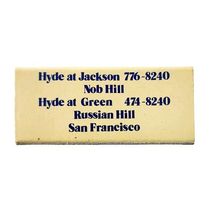 Hyde at Jackson 776-8240
Nob Hill
Hyde at Green 474-8240
Russian Hill
San Francisco